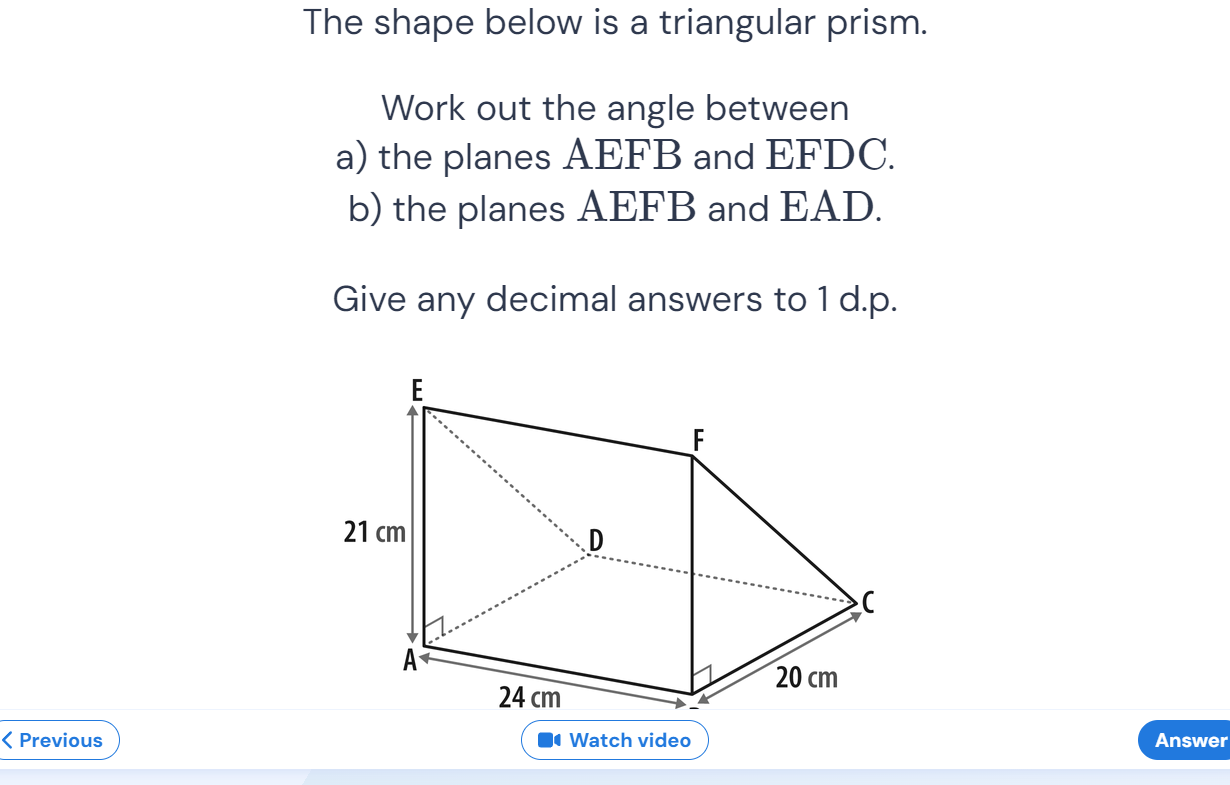 The shape below is a triangular prism.
Work out the angle between
a) the planes AEFB and EFDC.
b) the planes AEFB and EAD.
Give any decimal answers to 1 d.p.
E
F
21 cm
D
C
A
20 cm
24 cm
Previous
Watch video
Answer